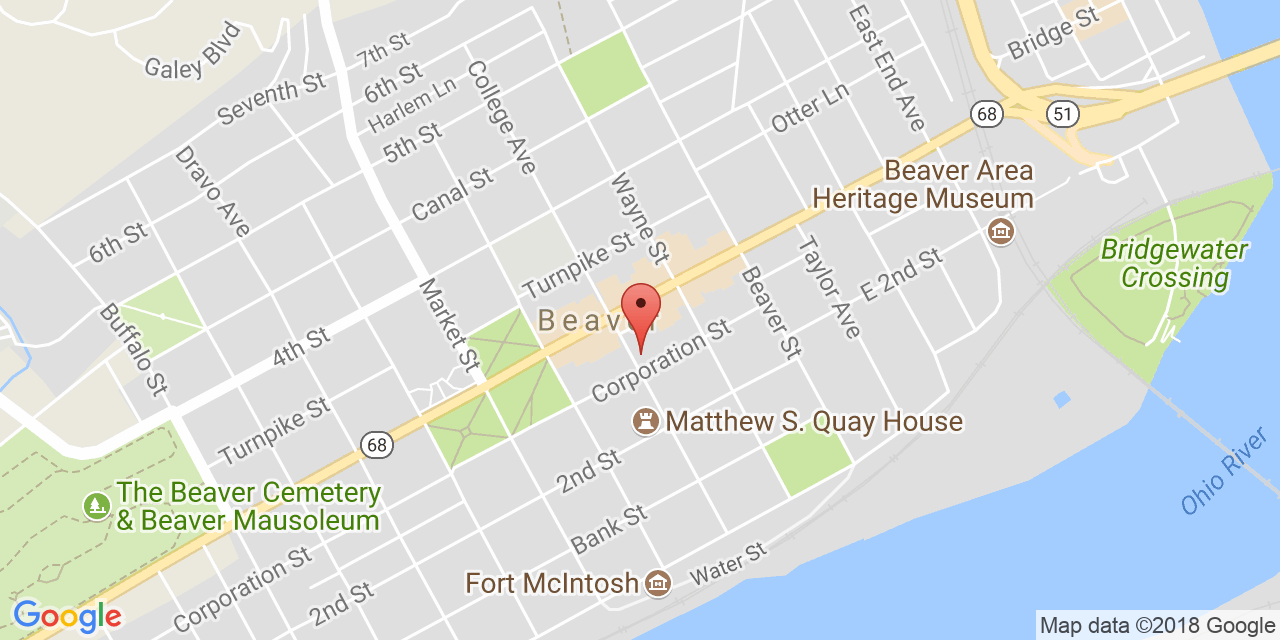 Galey Blvd
7th St
Seventh St
6th St
Harlem Ln
5th St
College Ave
East End Ave
Bridge St
Otter Ln
68
51
Dravo Ave
Canal St
Wayne St
Beaver Area
Heritage Museum
6th St
Turnpike St
Taylor Ave
E 2nd St
Bridgewater
Crossing
Buffalo St
Market St
Beaver St
4th St
Beaver
Corporation St
Turnpike St
68
Matthew S. Quay House
2nd St
Ohio River
The Beaver Cemetery
& Beaver Mausoleum
Bank St
Corporation St
2nd St
Fort McIntosh
Water St
Google
Map data ©2018 Google